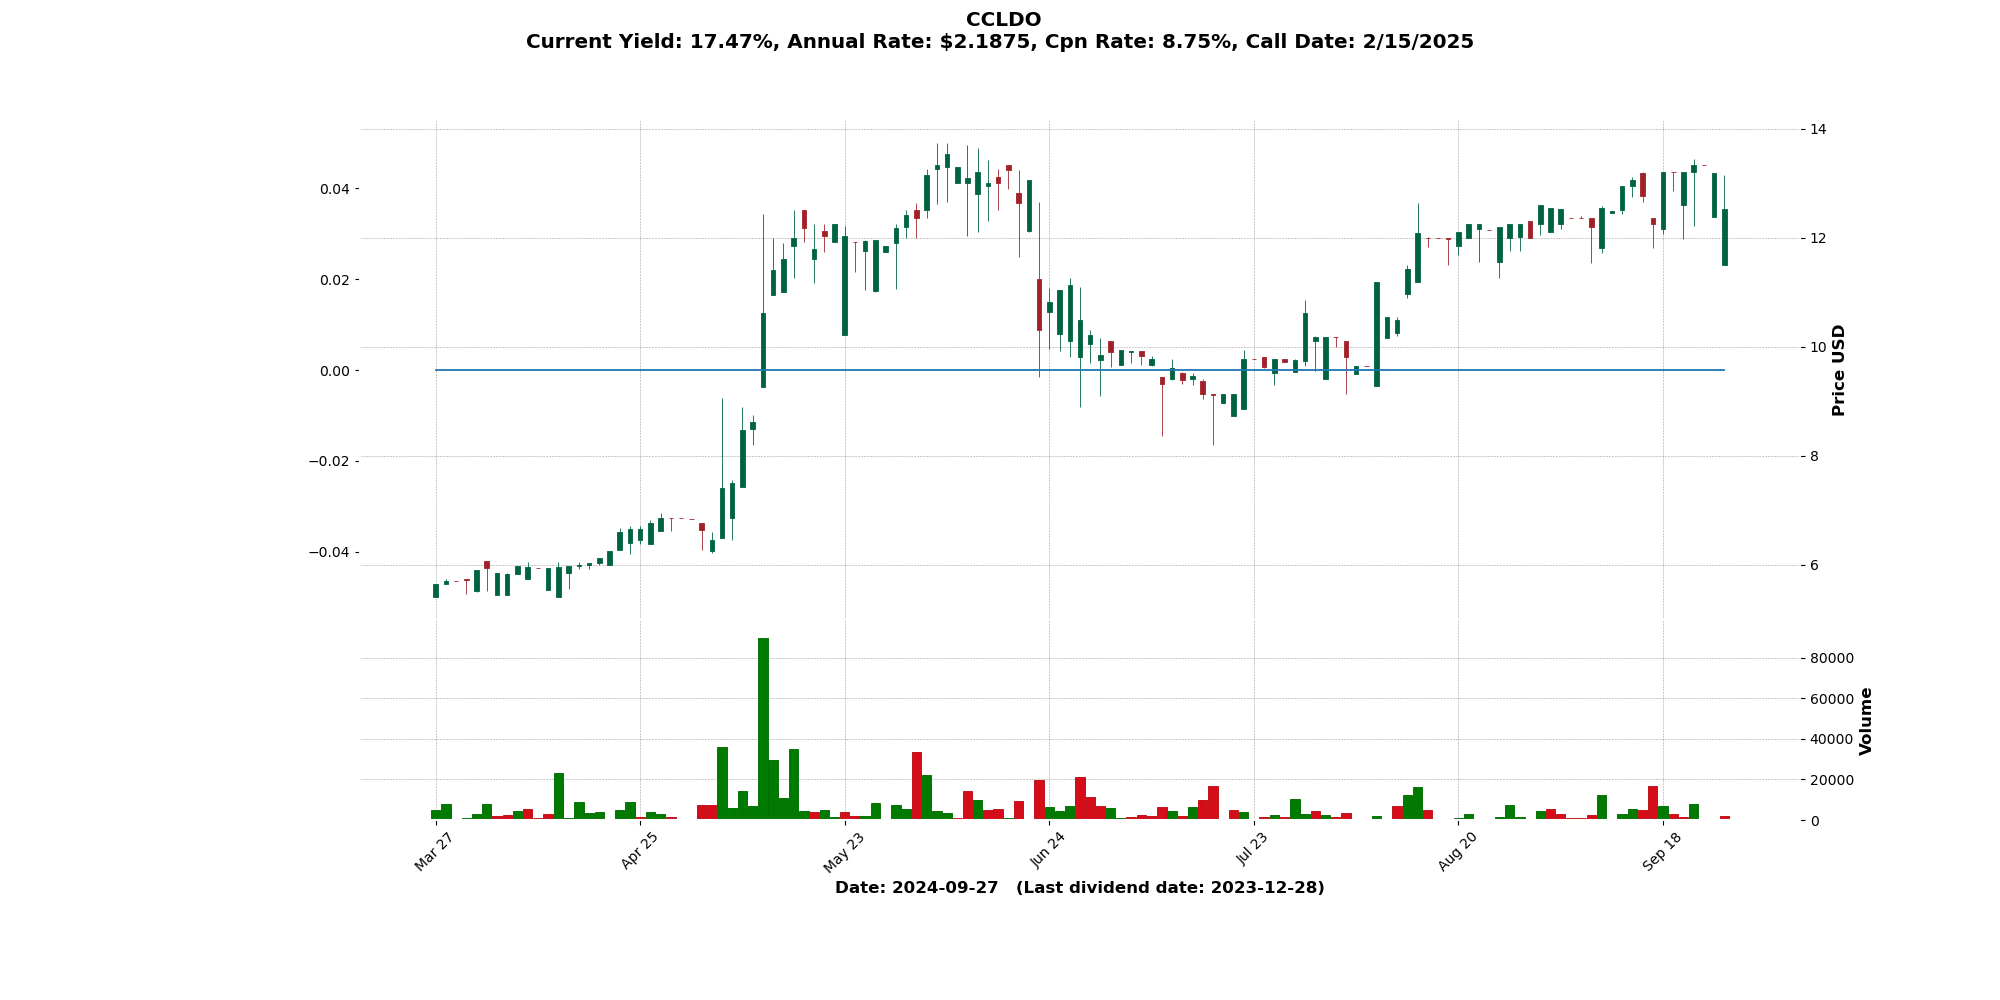 CCLDO
Current Yield: 17.47%, Annual Rate: $2.1875, Cpn Rate: 8.75%, Call Date: 2/15/2025
0.04
0.02
0.00
−0.02
−0.04
14
12
10
8
6
Price USD
80000
60000
40000
20000
0
Volume
Mar 27
Apr 25
May 23
Jun 24
Jul 23
Aug 20
Sep 18
Date: 2024-09-27 (Last dividend date: 2023-12-28)